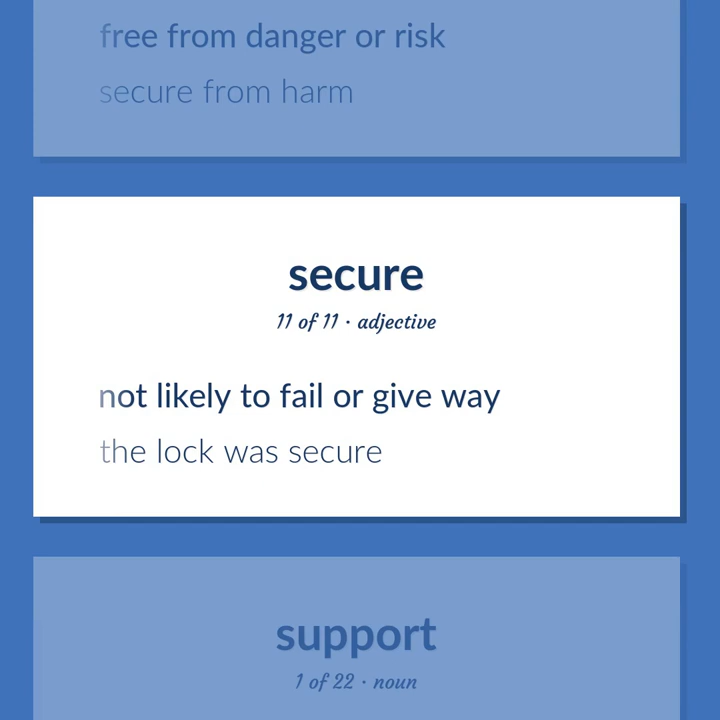 free from danger or risk
secure from harm
secure
11 of 11 · adjective
not likely to fail or give way
the lock was secure
support
1 of 22 · noun